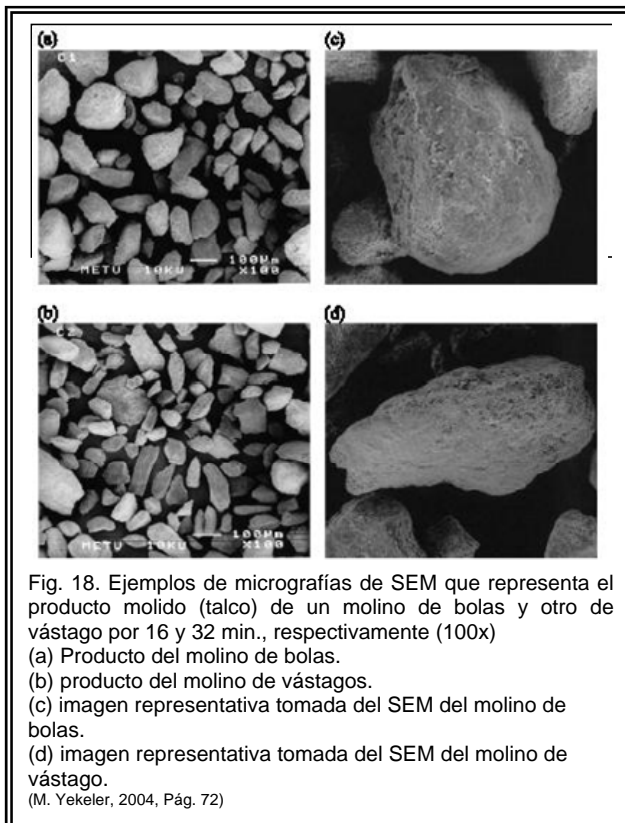 (a) (c)
C1
METU 10KU 100µm
X100
(b) (d)
C2
METU 10KU 100µm
X100
Fig. 18. Ejemplos de micrografías de SEM que representa el
producto molido (talco) de un molino de bolas y otro de
vástago por 16 y 32 min., respectivamente (100x)
(a) Producto del molino de bolas.
(b) producto del molino de vástagos.
(c) imagen representativa tomada del SEM del molino de
bolas.
(d) imagen representativa tomada del SEM del molino de
vástago.
(M. Yekeler, 2004, Pág. 72)